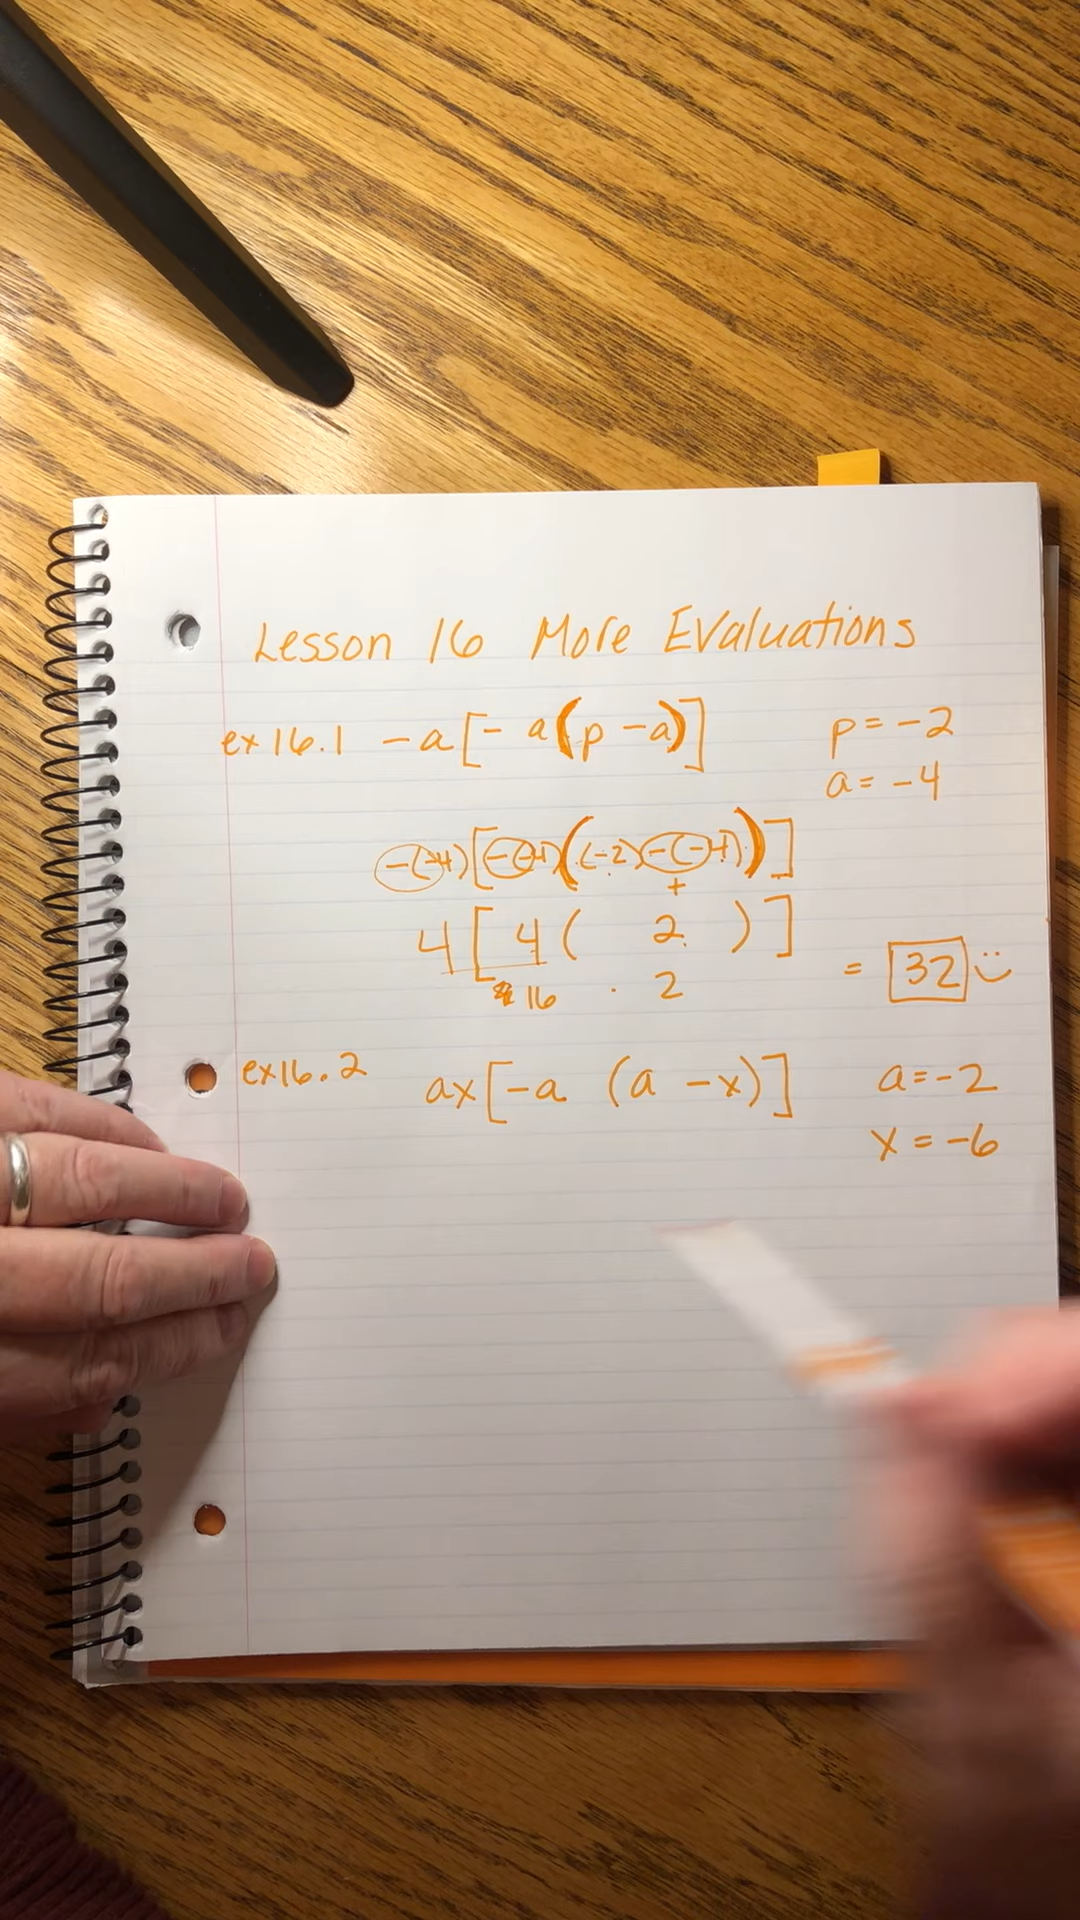 Lesson 16 More Evaluations
ex 16.1 -a[-a(p-a)] p=-2
a=-4
-(-4)[-(-4)((-2)-(-4))]
+
4[4( 2 )]
= 32
16 · 2
ex16.2 ax[-a (a -x)] a=-2
x=-6